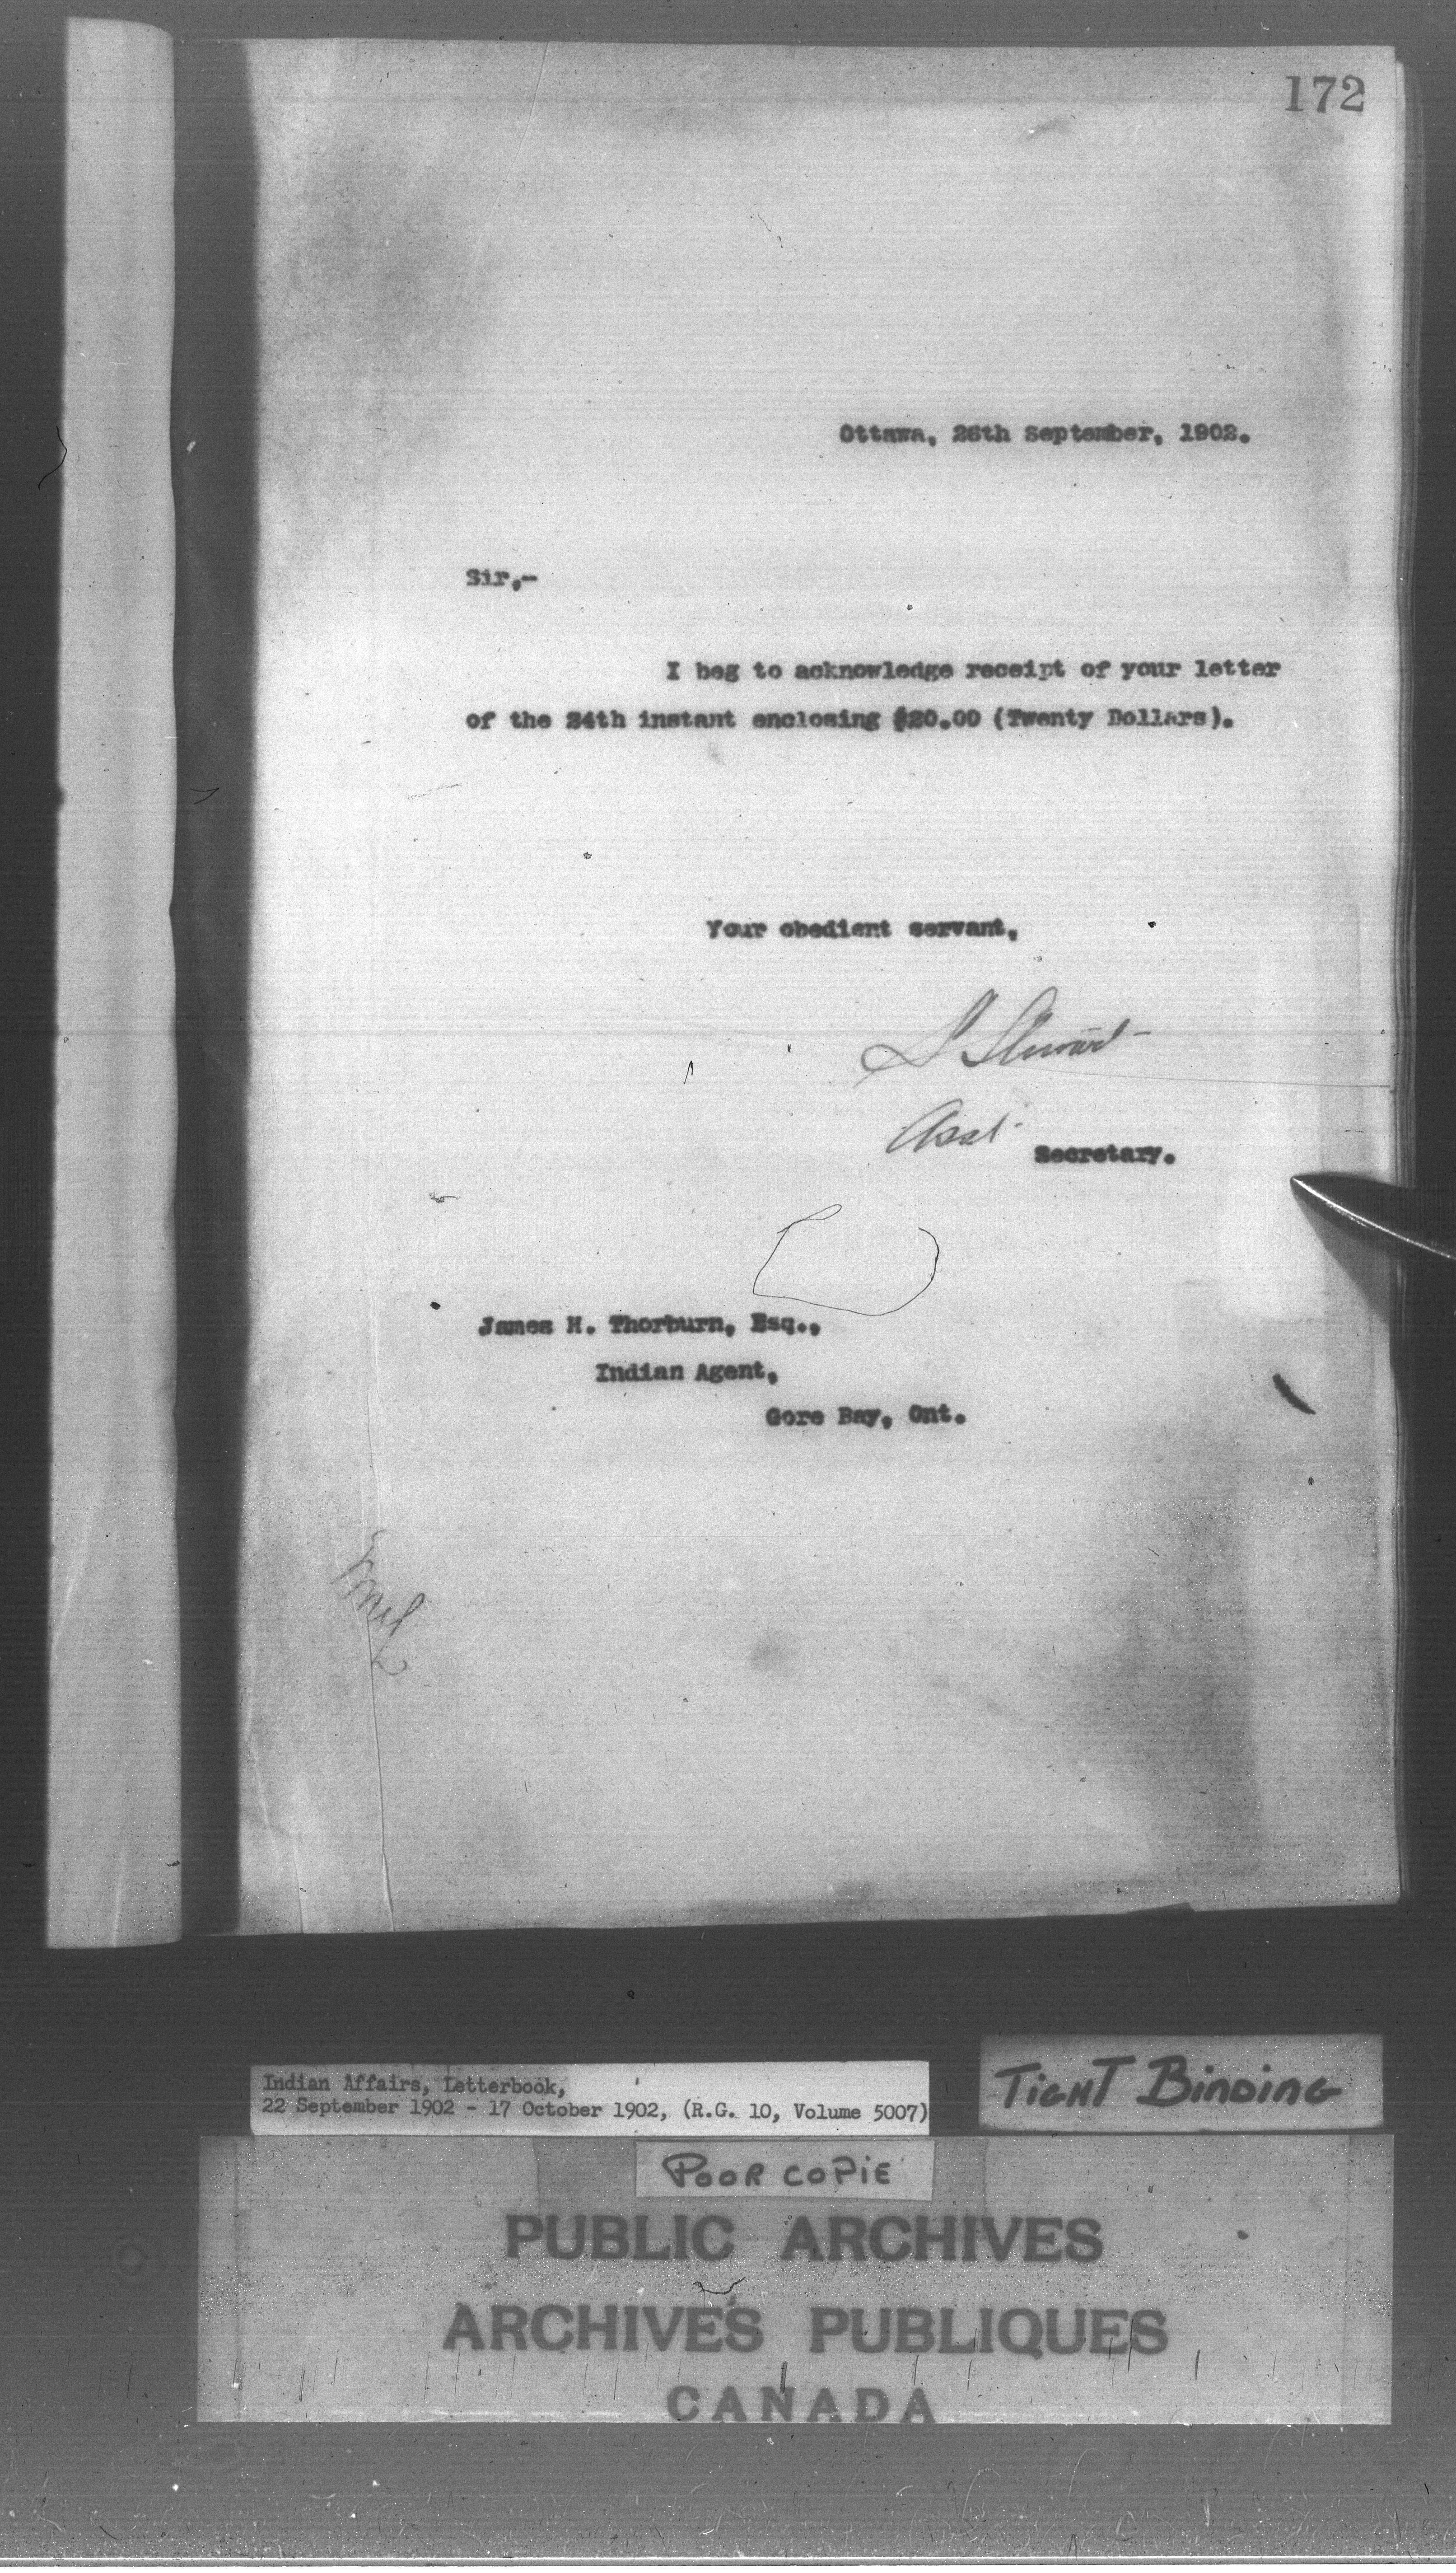 172
Ottawa, 26th September, 1902.
Sir,-
I beg to acknowledge receipt of your letter
of the 24th instant enclosing $20.00 (Twenty Dollars).
Your obedient servant,
S Stewart
Asst.
Secretary.
James H. Thorburn, Esq.,
Indian Agent,
Gore Bay, Ont.
Indian Affairs, Letterbook,
22 September 1902 - 17 October 1902, (R.G. 10, Volume 5007)
TIGHT BINDING
POOR COPIE
PUBLIC ARCHIVES
ARCHIVES PUBLIQUES
CANADA